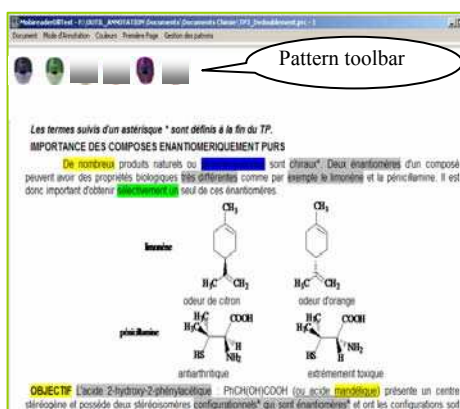 MobireaderOffText - F:\OUTIL_ANNOTATION\Documents\Documents Chimie\TP3_Dedoublement.prc - 1
Document Mode d'Annotation Couleurs Première Page Gestion des patrons
Pattern toolbar
Les termes suivis d'un astérisque * sont définis à la fin du TP.
IMPORTANCE DES COMPOSES ENANTIOMERIQUEMENT PURS
De nombreux produits naturels ou sont chiraux*. Deux énantiomères d'un composé
peuvent avoir des propriétés biologiques très différentes comme par exemple le limonène et la pénicillamine. Il est
donc important d'obtenir sélectivement un seul de ces énantiomères.
CH₃ CH₃
limonène
H₃C CH₂ H₃C CH₂
odeur de citron odeur d'orange
pénicillamine
H₃C COOH H₃C COOH
H₃C H₃C
HS NH₂ H HS H NH₂
antiarthritique extrêmement toxique
OBJECTIF L'acide 2-hydroxy-2-phénylacétique : PhCH(OH)COOH (ou acide mandélique) présente un centre
stéréogène et possède deux stéréoisomères configurationnels* qui sont énantiomères* et ont les configurations soit